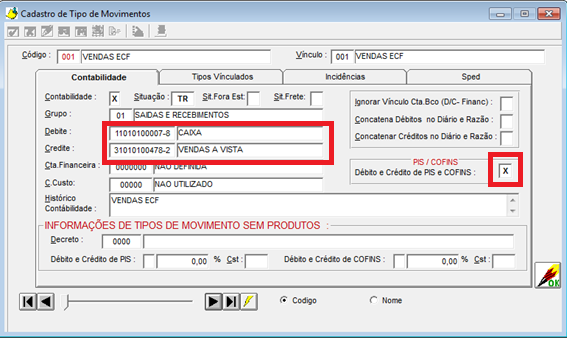 Cadastro de Tipo de Movimentos
Código : 001 VENDAS ECF Vínculo : 001 VENDAS ECF
Contabilidade Tipos Vínculados Incidências Sped
Contabilidade : X Situação : TR Sit.Fora Est: Sit.Frete:
Grupo : 01 SAIDAS E RECEBIMENTOS
Debite : 11010100007-8 CAIXA
Credite : 31010100478-2 VENDAS A VISTA
Cta.Financeira : 0000000 NAO DEFINIDA
C.Custo: 00000 NAO UTILIZADO
Histórico Contabilidade : VENDAS ECF
Ignorar Vínculo Cta.Bco (D/C- Financ) :
Concatena Débitos no Diário e Razão :
Concatenar Créditos no Diário e Razão :
PIS / COFINS
Débito e Crédito de PIS e COFINS : X
INFORMAÇÕES DE TIPOS DE MOVIMENTO SEM PRODUTOS :
Decreto : 0000
Débito e Crédito de PIS : 0,00 % Cst : Débito e Crédito de COFINS : 0,00 % Cst :
OK
Codigo Nome